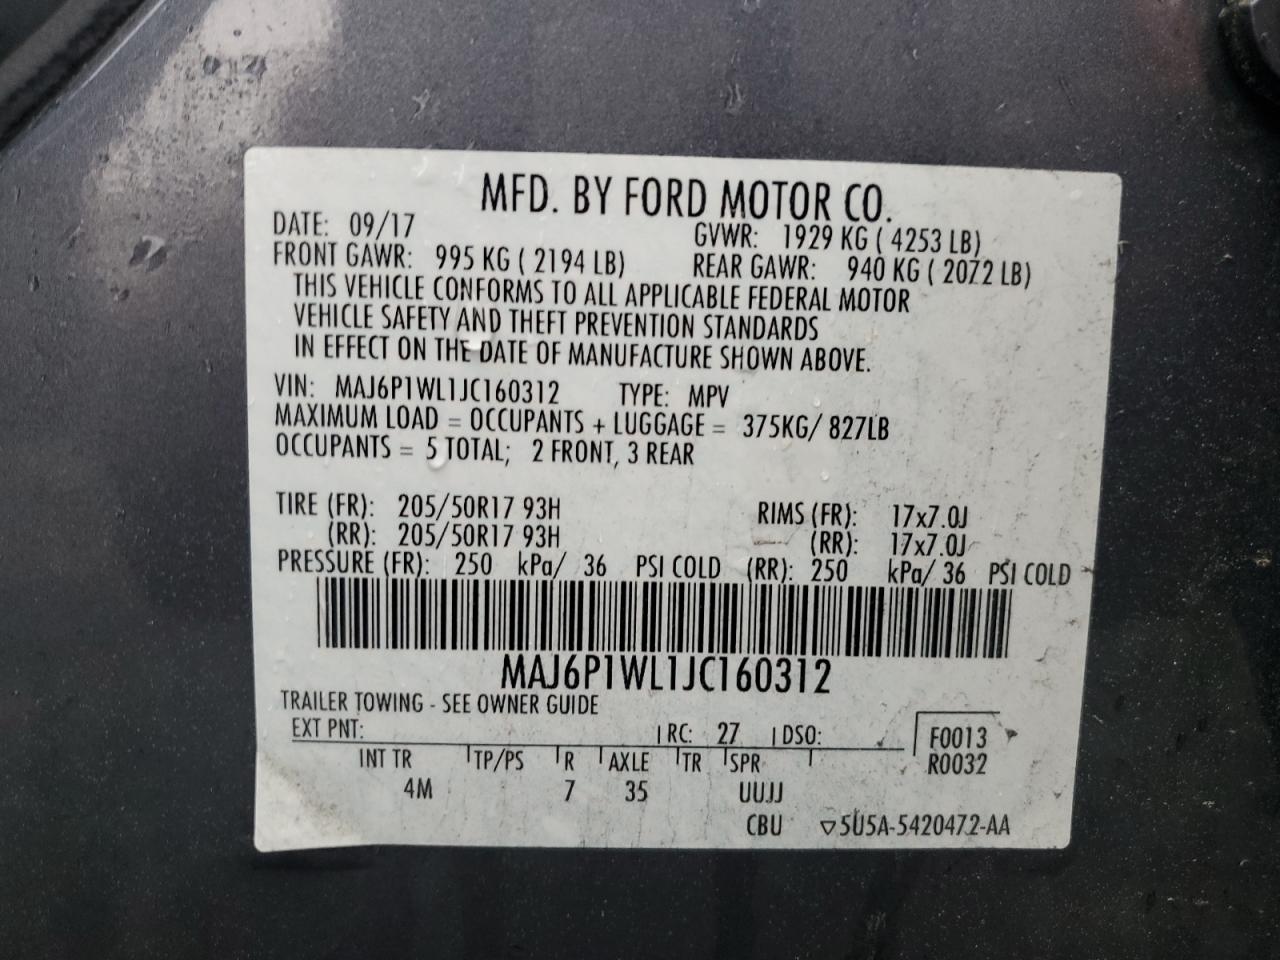 MFD. BY FORD MOTOR CO.
DATE: 09/17 GVWR: 1929 KG ( 4253 LB)
FRONT GAWR: 995 KG ( 2194 LB) REAR GAWR: 940 KG ( 2072 LB)
THIS VEHICLE CONFORMS TO ALL APPLICABLE FEDERAL MOTOR
VEHICLE SAFETY AND THEFT PREVENTION STANDARDS
IN EFFECT ON THE DATE OF MANUFACTURE SHOWN ABOVE.
VIN: MAJ6P1WL1JC160312 TYPE: MPV
MAXIMUM LOAD = OCCUPANTS + LUGGAGE = 375KG/ 827LB
OCCUPANTS = 5 TOTAL; 2 FRONT, 3 REAR
TIRE (FR): 205/50R17 93H RIMS (FR): 17x7.0J
(RR): 205/50R17 93H (RR): 17x7.0J
PRESSURE (FR): 250 kPa/ 36 PSI COLD (RR): 250 kPa/ 36 PSI COLD
MAJ6P1WL1JC160312
TRAILER TOWING - SEE OWNER GUIDE
EXT PNT: RC: 27 DSO: F0013
INT TR TP/PS R AXLE TR SPR R0032
4M 7 35 UUJJ
CBU ▽5U5A-5420472-AA